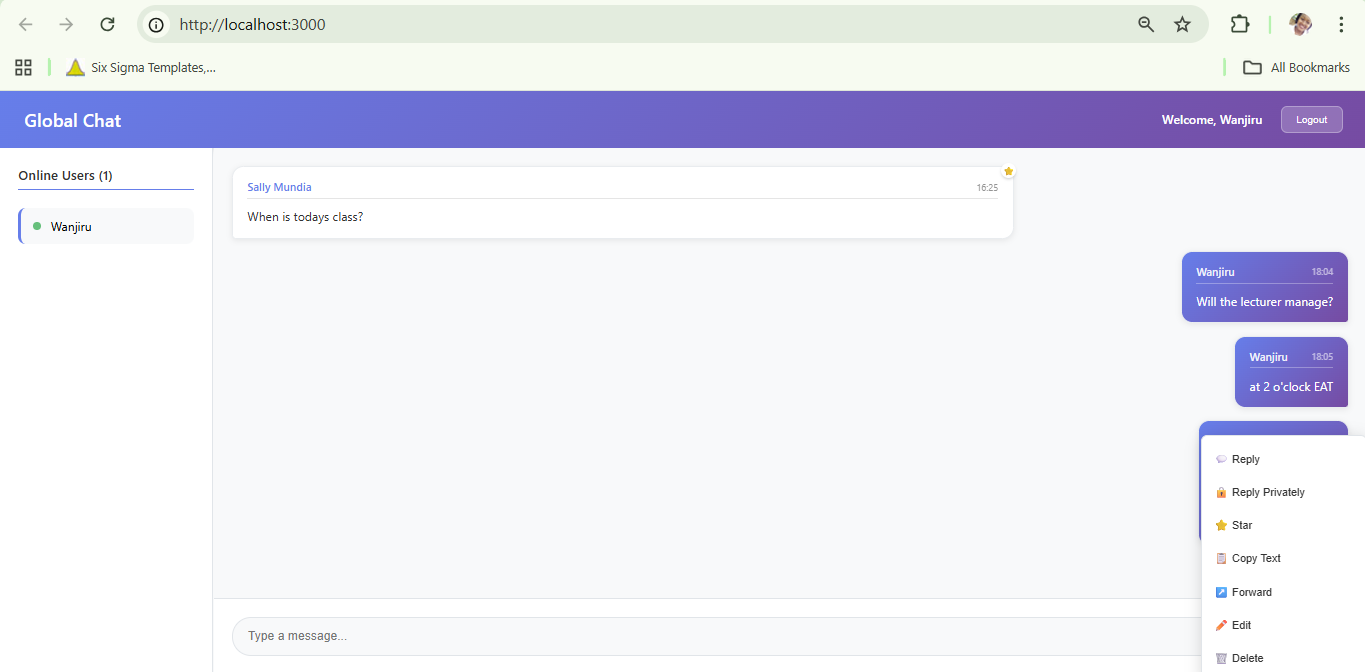 http://localhost:3000
Six Sigma Templates,...
All Bookmarks
Global Chat
Welcome, Wanjiru
Logout
Online Users (1)
Wanjiru
Sally Mundia
16:25
When is todays class?
Wanjiru
18:04
Will the lecturer manage?
Wanjiru
18:05
at 2 o'clock EAT
Reply
Reply Privately
Star
Copy Text
Forward
Edit
Delete
Type a message...